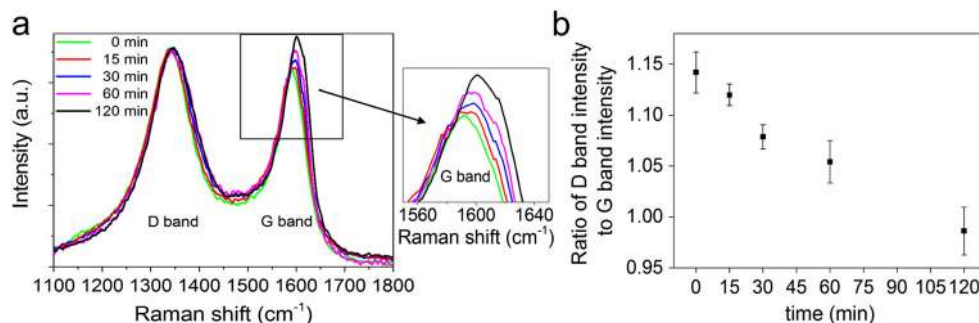 a
Intensity (a.u.)
0 min
15 min
30 min
60 min
120 min
D band
G band
1100 1200 1300 1400 1500 1600 1700 1800
Raman shift (cm⁻¹)
G band
1560 1600 1640
Raman shift (cm⁻¹)
b
Ratio of D band intensity
to G band intensity
1.15
1.10
1.05
1.00
0.95
0 15 30 45 60 75 90 105 120
time (min)